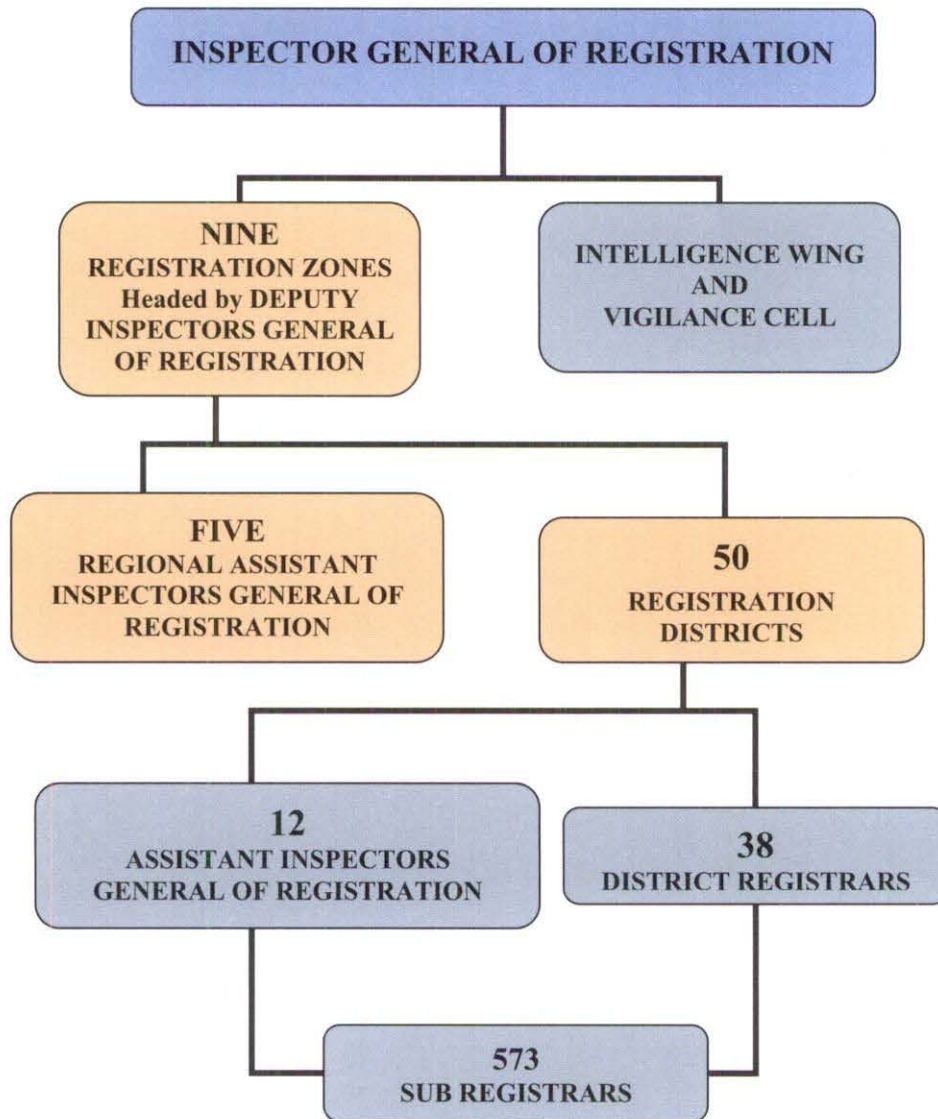 INSPECTOR GENERAL OF REGISTRATION
NINE
REGISTRATION ZONES
Headed by DEPUTY
INSPECTORS GENERAL
OF REGISTRATION
INTELLIGENCE WING
AND
VIGILANCE CELL
FIVE
REGIONAL ASSISTANT
INSPECTORS GENERAL OF
REGISTRATION
50
REGISTRATION
DISTRICTS
12
ASSISTANT INSPECTORS
GENERAL OF REGISTRATION
38
DISTRICT REGISTRARS
573
SUB REGISTRARS